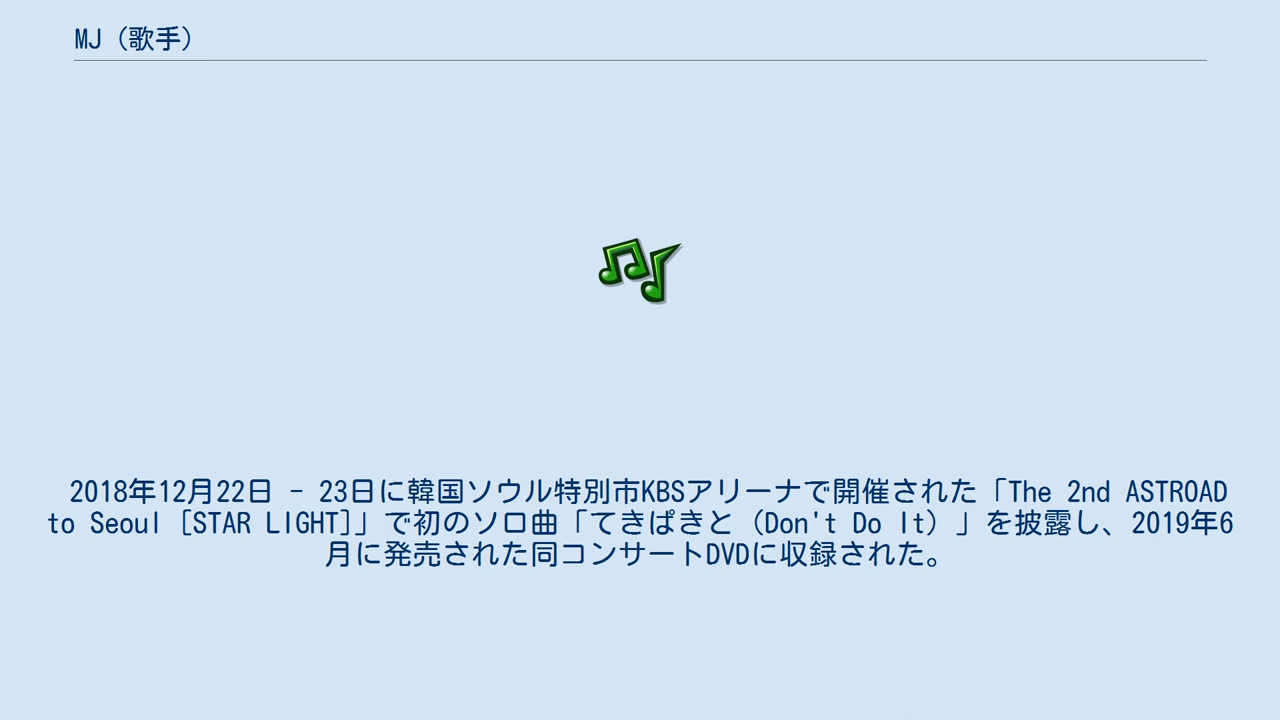 MJ（歌手）
2018年12月22日 - 23日に韓国ソウル特別市KBSアリーナで開催された「The 2nd ASTROAD
to Seoul [STAR LIGHT]」で初のソロ曲「てきぱきと（Don't Do It）」を披露し、2019年6
月に発売された同コンサートDVDに収録された。